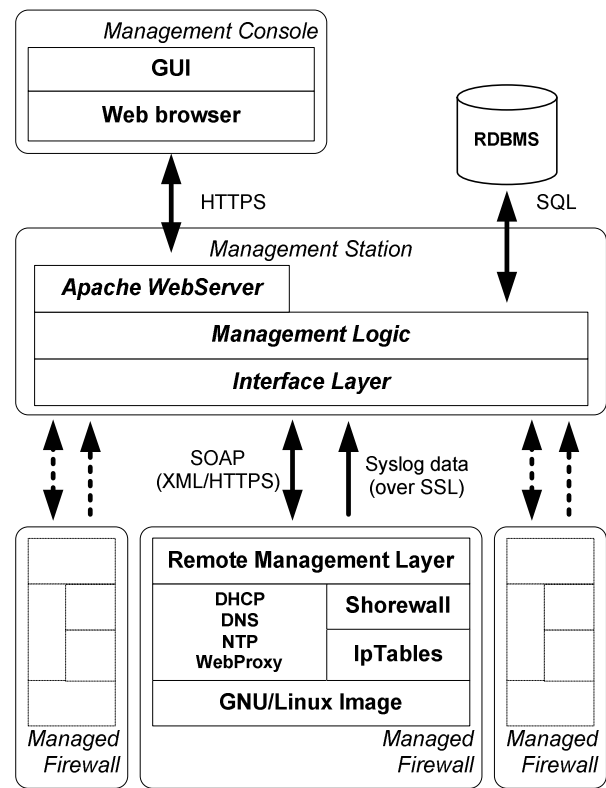 Management Console
GUI
Web browser
RDBMS
HTTPS
SQL
Management Station
Apache WebServer
Management Logic
Interface Layer
SOAP
(XML/HTTPS)
Syslog data
(over SSL)
Remote Management Layer
DHCP
DNS
NTP
WebProxy
Shorewall
IpTables
GNU/Linux Image
Managed
Firewall
Managed
Firewall
Managed
Firewall